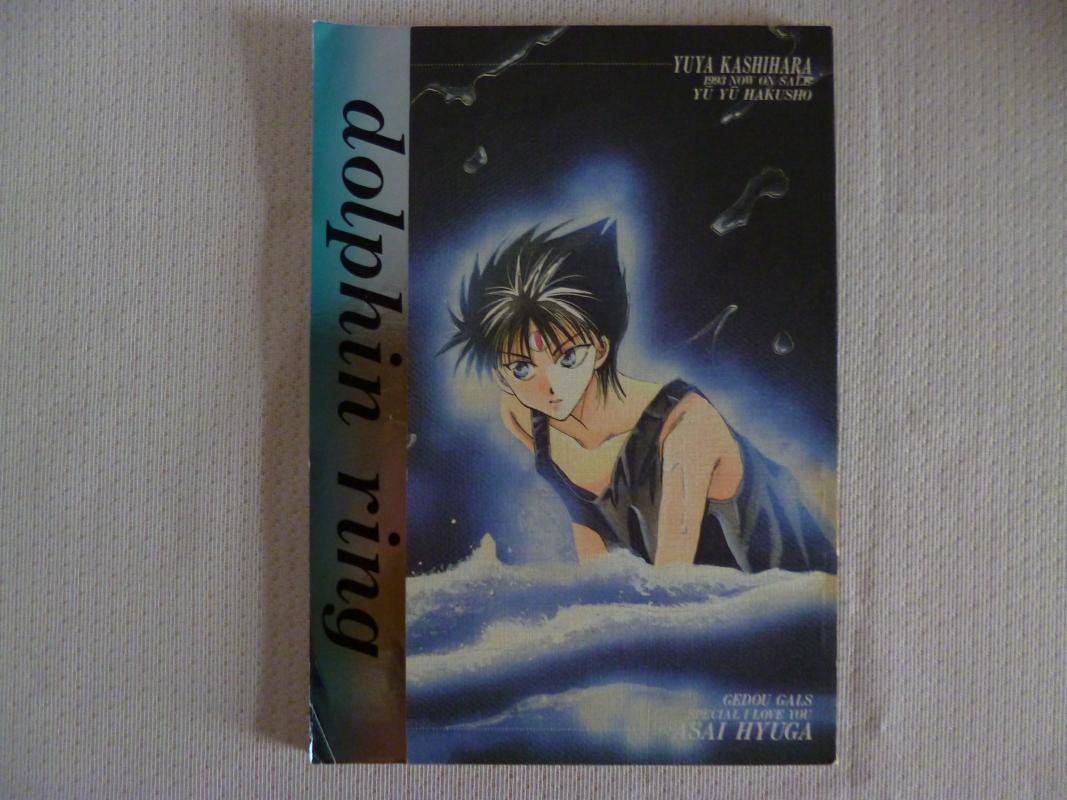 dolphin ring
YUYA KASHIHARA
1993 NOW ON SALE
YŪ YŪ HAKUSHO
GEDOU GALS
SPECIAL I LOVE YOU
ASAI HYUGA